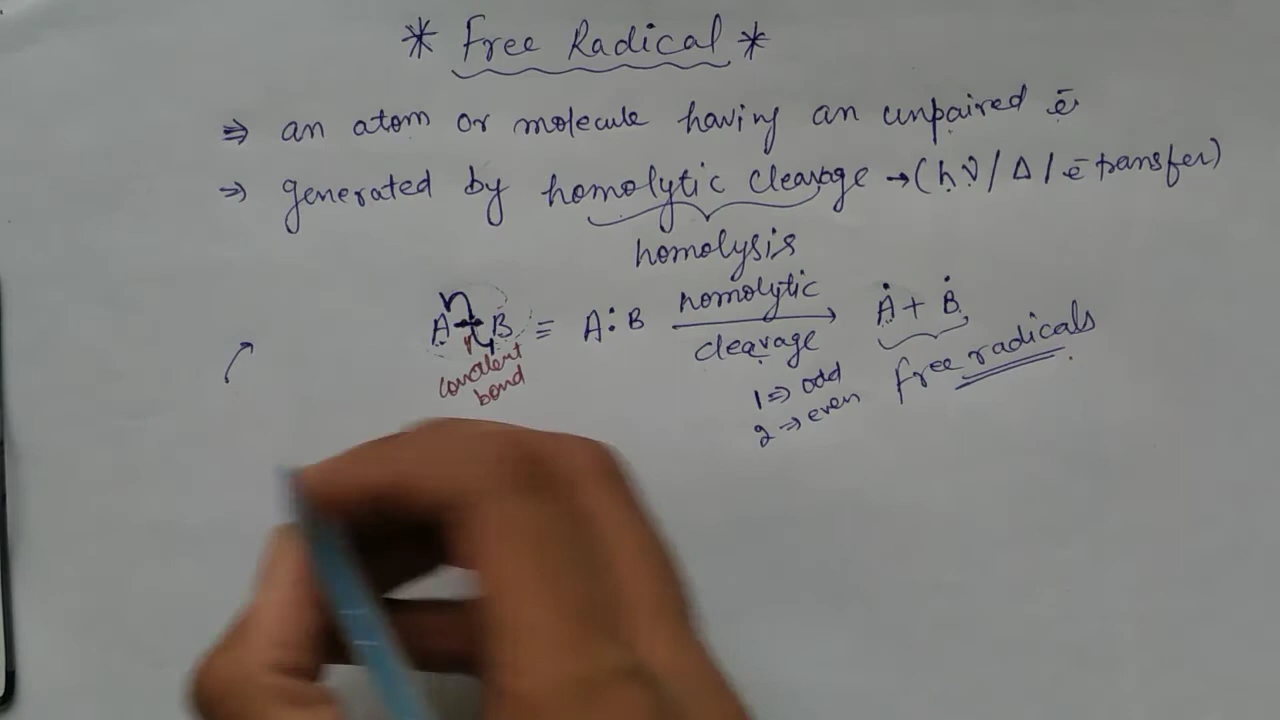 * Free Radical *
⇒ an atom or molecule having an unpaired ē
⇒ generated by homolytic cleavage → (hν / Δ / ē transfer)
homolysis
A–B ≡ A:B homolytic cleavage → Ȧ + Ḃ
covalent bond
free radicals
1 ⇒ odd
2 → even